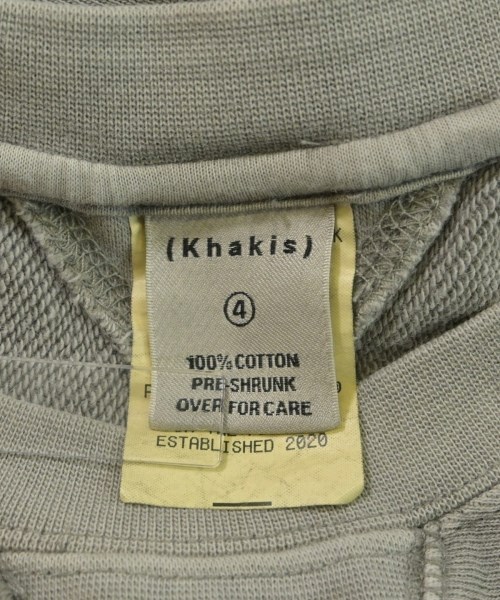 (Khakis)
K
4
100% COTTON
PRE-SHRUNK
OVER FOR CARE
ESTABLISHED 2020